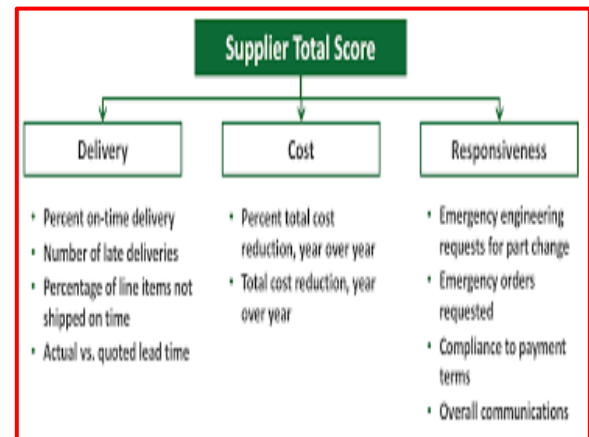 Supplier Total Score
Delivery
Cost
Responsiveness
• Percent on-time delivery
• Number of late deliveries
• Percentage of line items not
shipped on time
• Actual vs. quoted lead time
• Percent total cost
reduction, year over year
• Total cost reduction, year
over year
• Emergency engineering
requests for part change
• Emergency orders
requested
• Compliance to payment
terms
• Overall communications